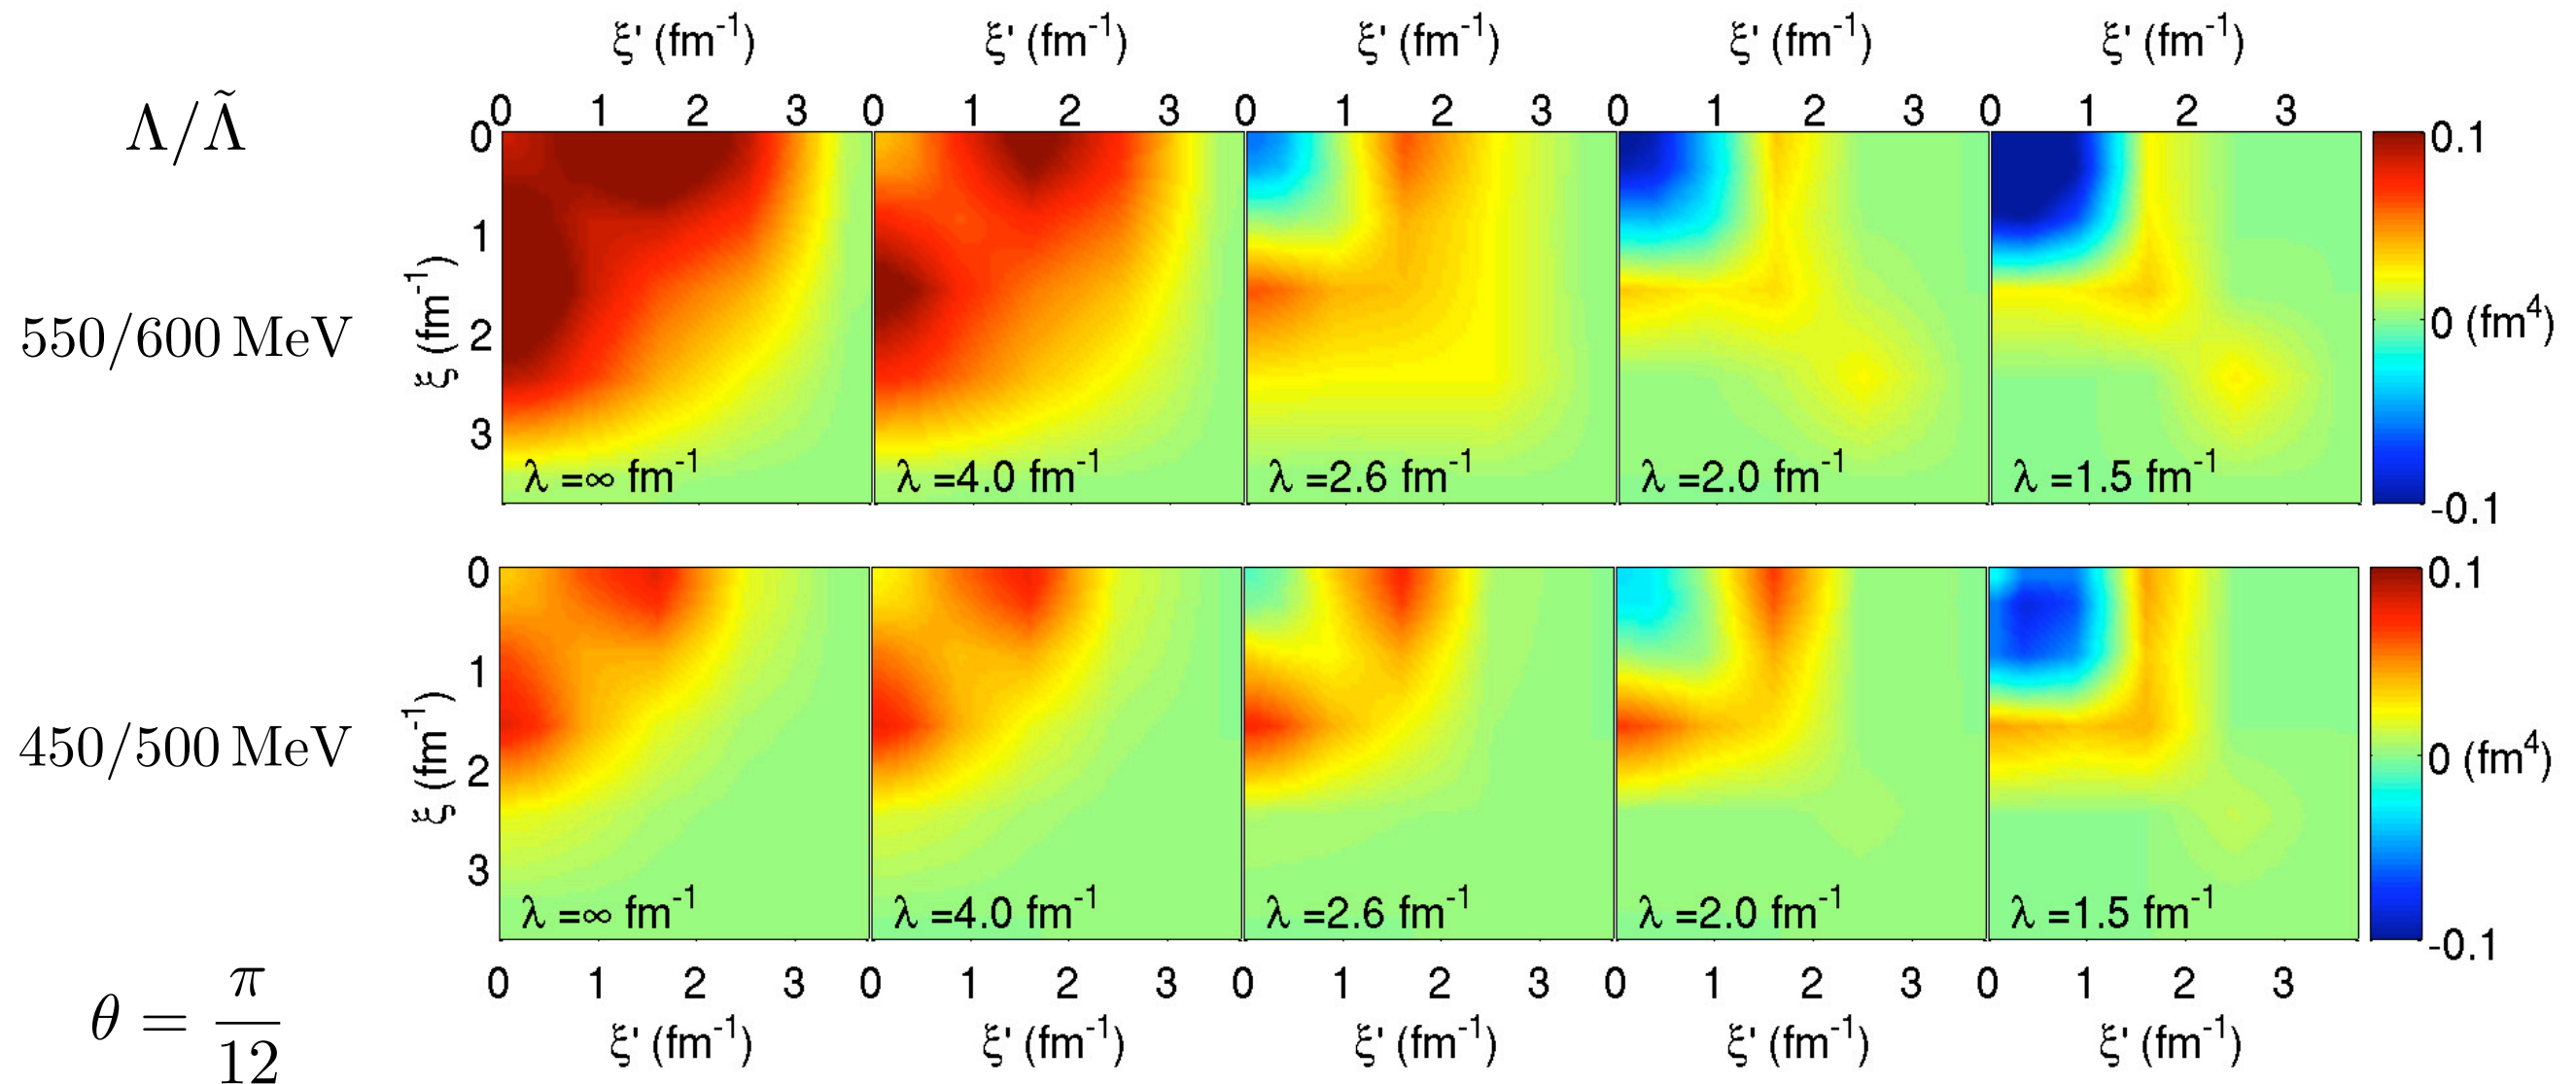 ξ' (fm⁻¹) ξ' (fm⁻¹) ξ' (fm⁻¹) ξ' (fm⁻¹) ξ' (fm⁻¹)
0 1 2 3 0 1 2 3 0 1 2 3 0 1 2 3 0 1 2 3
Λ/Λ̃
550/600 MeV
ξ (fm⁻¹)
0
1
2
3
λ =∞ fm⁻¹ λ =4.0 fm⁻¹ λ =2.6 fm⁻¹ λ =2.0 fm⁻¹ λ =1.5 fm⁻¹
0.1
0 (fm⁴)
-0.1
450/500 MeV
ξ (fm⁻¹)
0
1
2
3
λ =∞ fm⁻¹ λ =4.0 fm⁻¹ λ =2.6 fm⁻¹ λ =2.0 fm⁻¹ λ =1.5 fm⁻¹
0.1
0 (fm⁴)
-0.1
0 1 2 3 0 1 2 3 0 1 2 3 0 1 2 3 0 1 2 3
ξ' (fm⁻¹) ξ' (fm⁻¹) ξ' (fm⁻¹) ξ' (fm⁻¹) ξ' (fm⁻¹)
θ = π/12